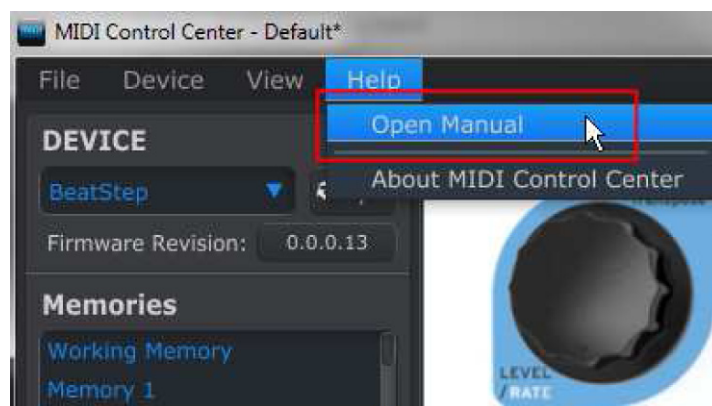 MIDI Control Center - Default*
File Device View Help
Open Manual
DEVICE
About MIDI Control Center
BeatStep
Transpose
Firmware Revision: 0.0.0.13
Memories
Working Memory
Memory 1
LEVEL
/RATE